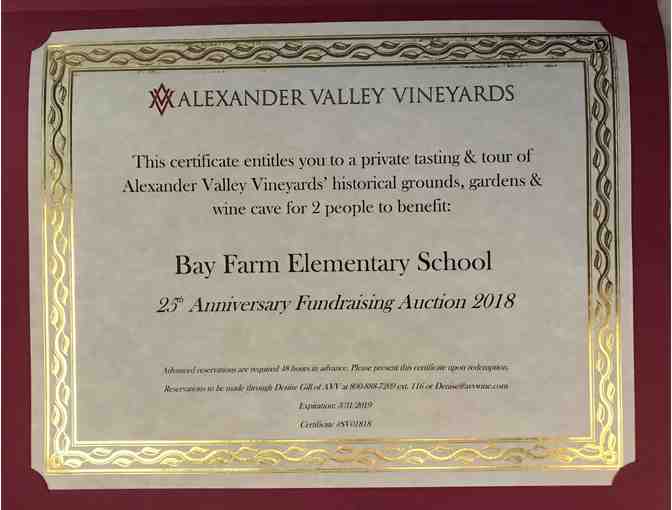 ALEXANDER VALLEY VINEYARDS
This certificate entitles you to a private tasting & tour of
Alexander Valley Vineyards' historical grounds, gardens &
wine cave for 2 people to benefit:
Bay Farm Elementary School
25th Anniversary Fundraising Auction 2018
Advanced reservations are required 48 hours in advance. Please present this certificate upon redemption.
Reservations to be made through Denise Gill of AVV at 800-888-7209 ext. 116 or Denise@avvwine.com
Expiration: 3/31/2019
Certificate #SV01818